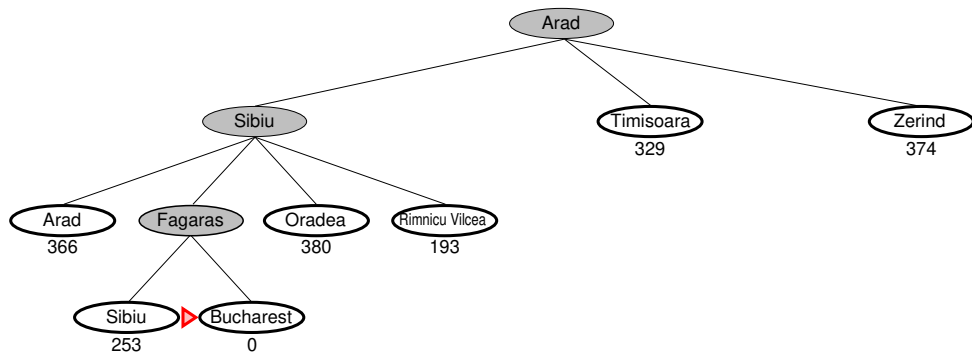 Arad
Sibiu
Timisoara
Zerind
329
374
Arad
Fagaras
Oradea
Rimnicu Vilcea
366
380
193
Sibiu
Bucharest
253
0